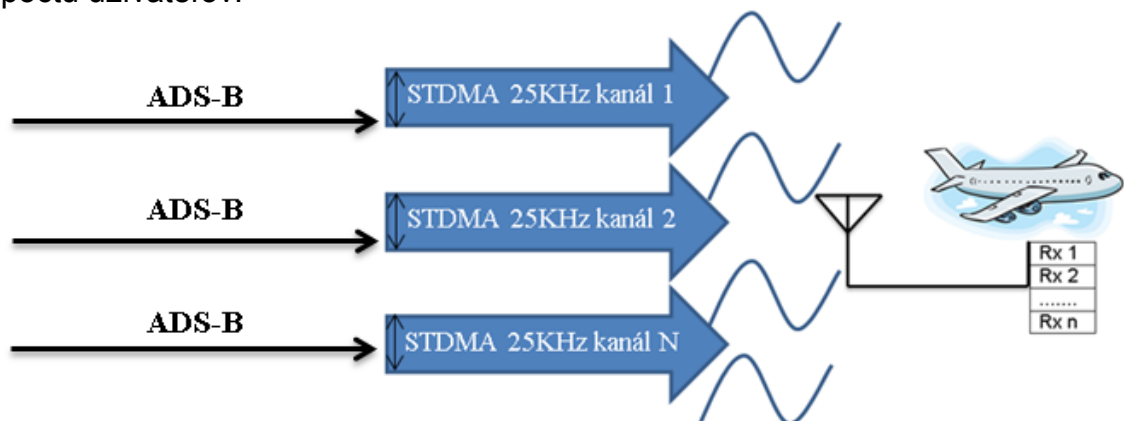 ADS-B
STDMA 25KHz kanál 1
ADS-B
STDMA 25KHz kanál 2
Rx 1
Rx 2
.......
Rx n
ADS-B
STDMA 25KHz kanál N